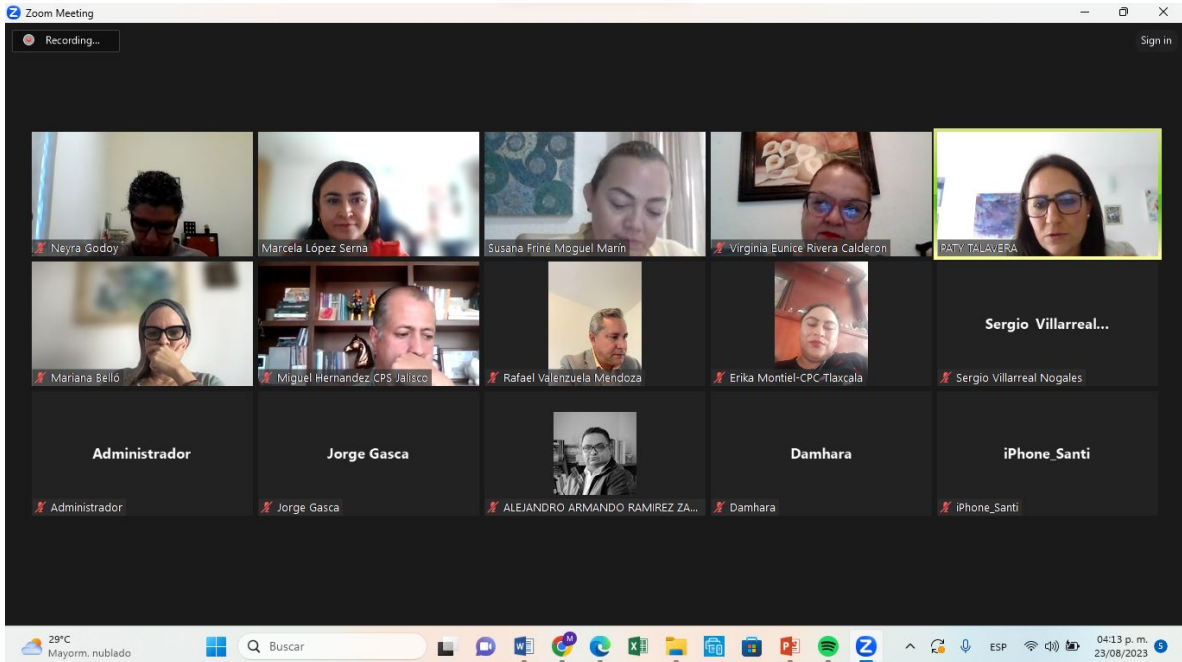 Zoom Meeting
Recording...
Sign in
Neyra Godoy
Marcela López Serna
Susana Friné Moguel Marín
Virginia Eunice Rivera Calderon
PATY TALAVERA
Mariana Belló
Miguel Hernandez CPS Jalisco
Rafael Valenzuela Mendoza
Erika Montiel-CPC-Tlaxcala
Sergio Villarreal...
Sergio Villarreal Nogales
Administrador
Administrador
Jorge Gasca
Jorge Gasca
ALEJANDRO ARMANDO RAMIREZ ZA...
Damhara
Damhara
iPhone_Santi
iPhone_Santi
29°C
Mayorm. nublado
Buscar
ESP
04:13 p. m.
23/08/2023
5